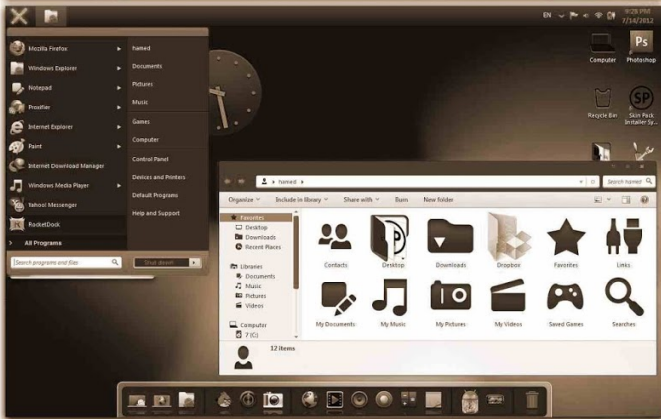 EN
9:28 PM
7/14/2012
Mozilla Firefox
Windows Explorer
Notepad
Proxifier
Internet Explorer
Paint
Internet Download Manager
Windows Media Player
Yahoo! Messenger
RocketDock
All Programs
Search programs and files
Shut down
hamed
Documents
Pictures
Music
Games
Computer
Control Panel
Devices and Printers
Default Programs
Help and Support
Ps
Computer
Photoshop
SP
Recycle Bin
Skin Pack
Installer Sy...
hamed
Search hamed
Organize
Include in library
Share with
Burn
New folder
Favorites
Desktop
Downloads
Recent Places
Libraries
Documents
Music
Pictures
Videos
Computer
7 (C:)
Contacts
Desktop
Downloads
Dropbox
Favorites
Links
My Documents
My Music
My Pictures
My Videos
Saved Games
Searches
12 items